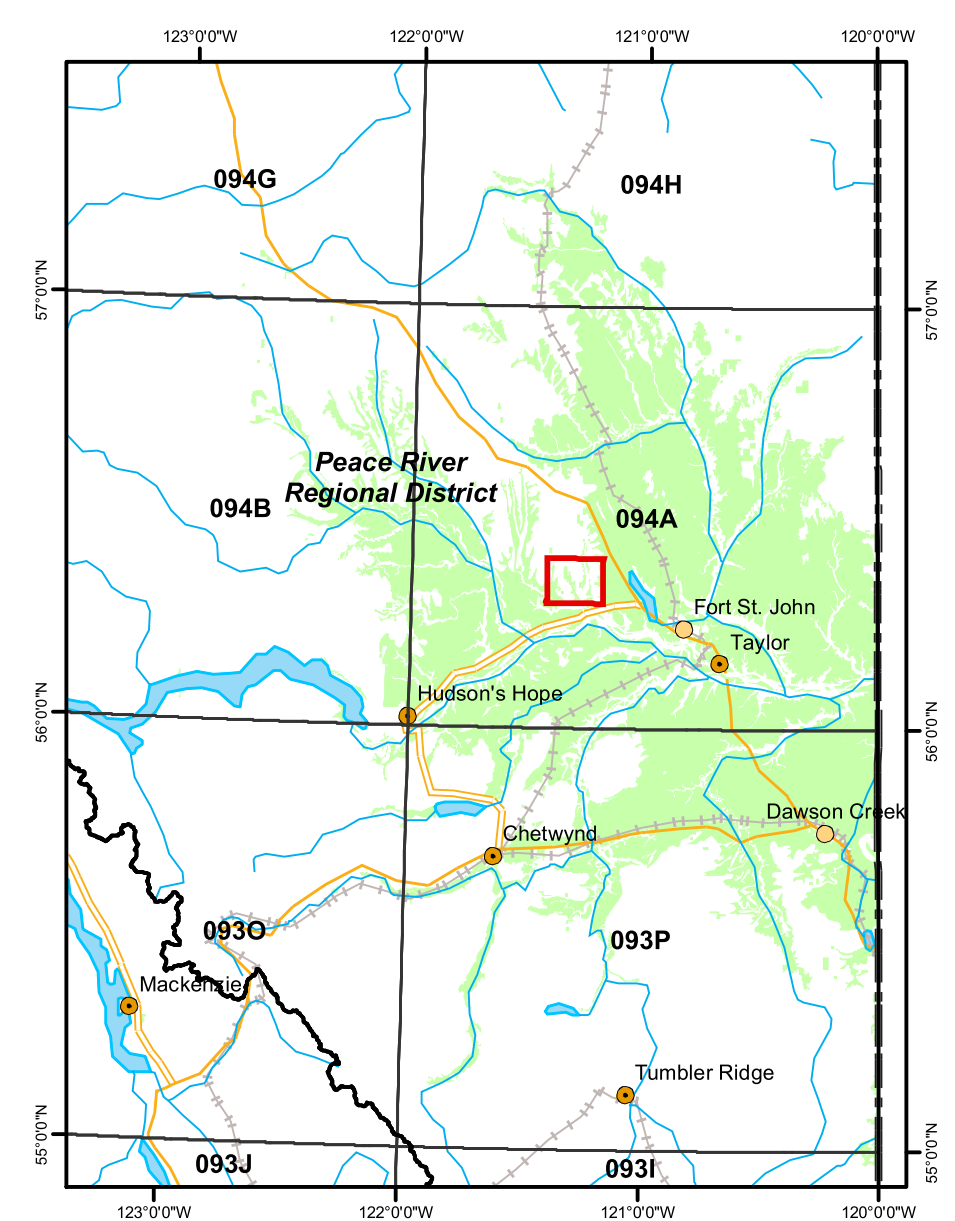 123°0'0"W
122°0'0"W
121°0'0"W
120°0'0"W
094G
094H
57°0'0"N
57°0'0"N
Peace River
Regional District
094B
094A
Fort St. John
Taylor
Hudson's Hope
56°0'0"N
56°0'0"N
Dawson Creek
Chetwynd
093O
093P
Mackenzie
Tumbler Ridge
55°0'0"N
55°0'0"N
093J
093I
123°0'0"W
122°0'0"W
121°0'0"W
120°0'0"W